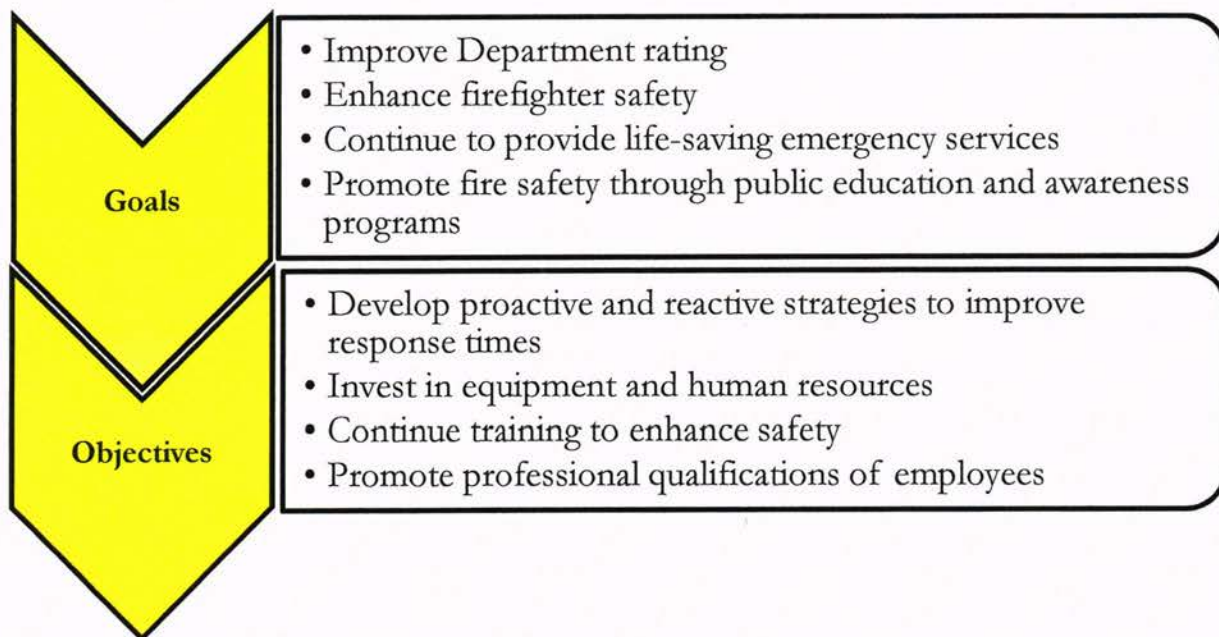 Goals
• Improve Department rating
• Enhance firefighter safety
• Continue to provide life-saving emergency services
• Promote fire safety through public education and awareness
programs
Objectives
• Develop proactive and reactive strategies to improve
response times
• Invest in equipment and human resources
• Continue training to enhance safety
• Promote professional qualifications of employees